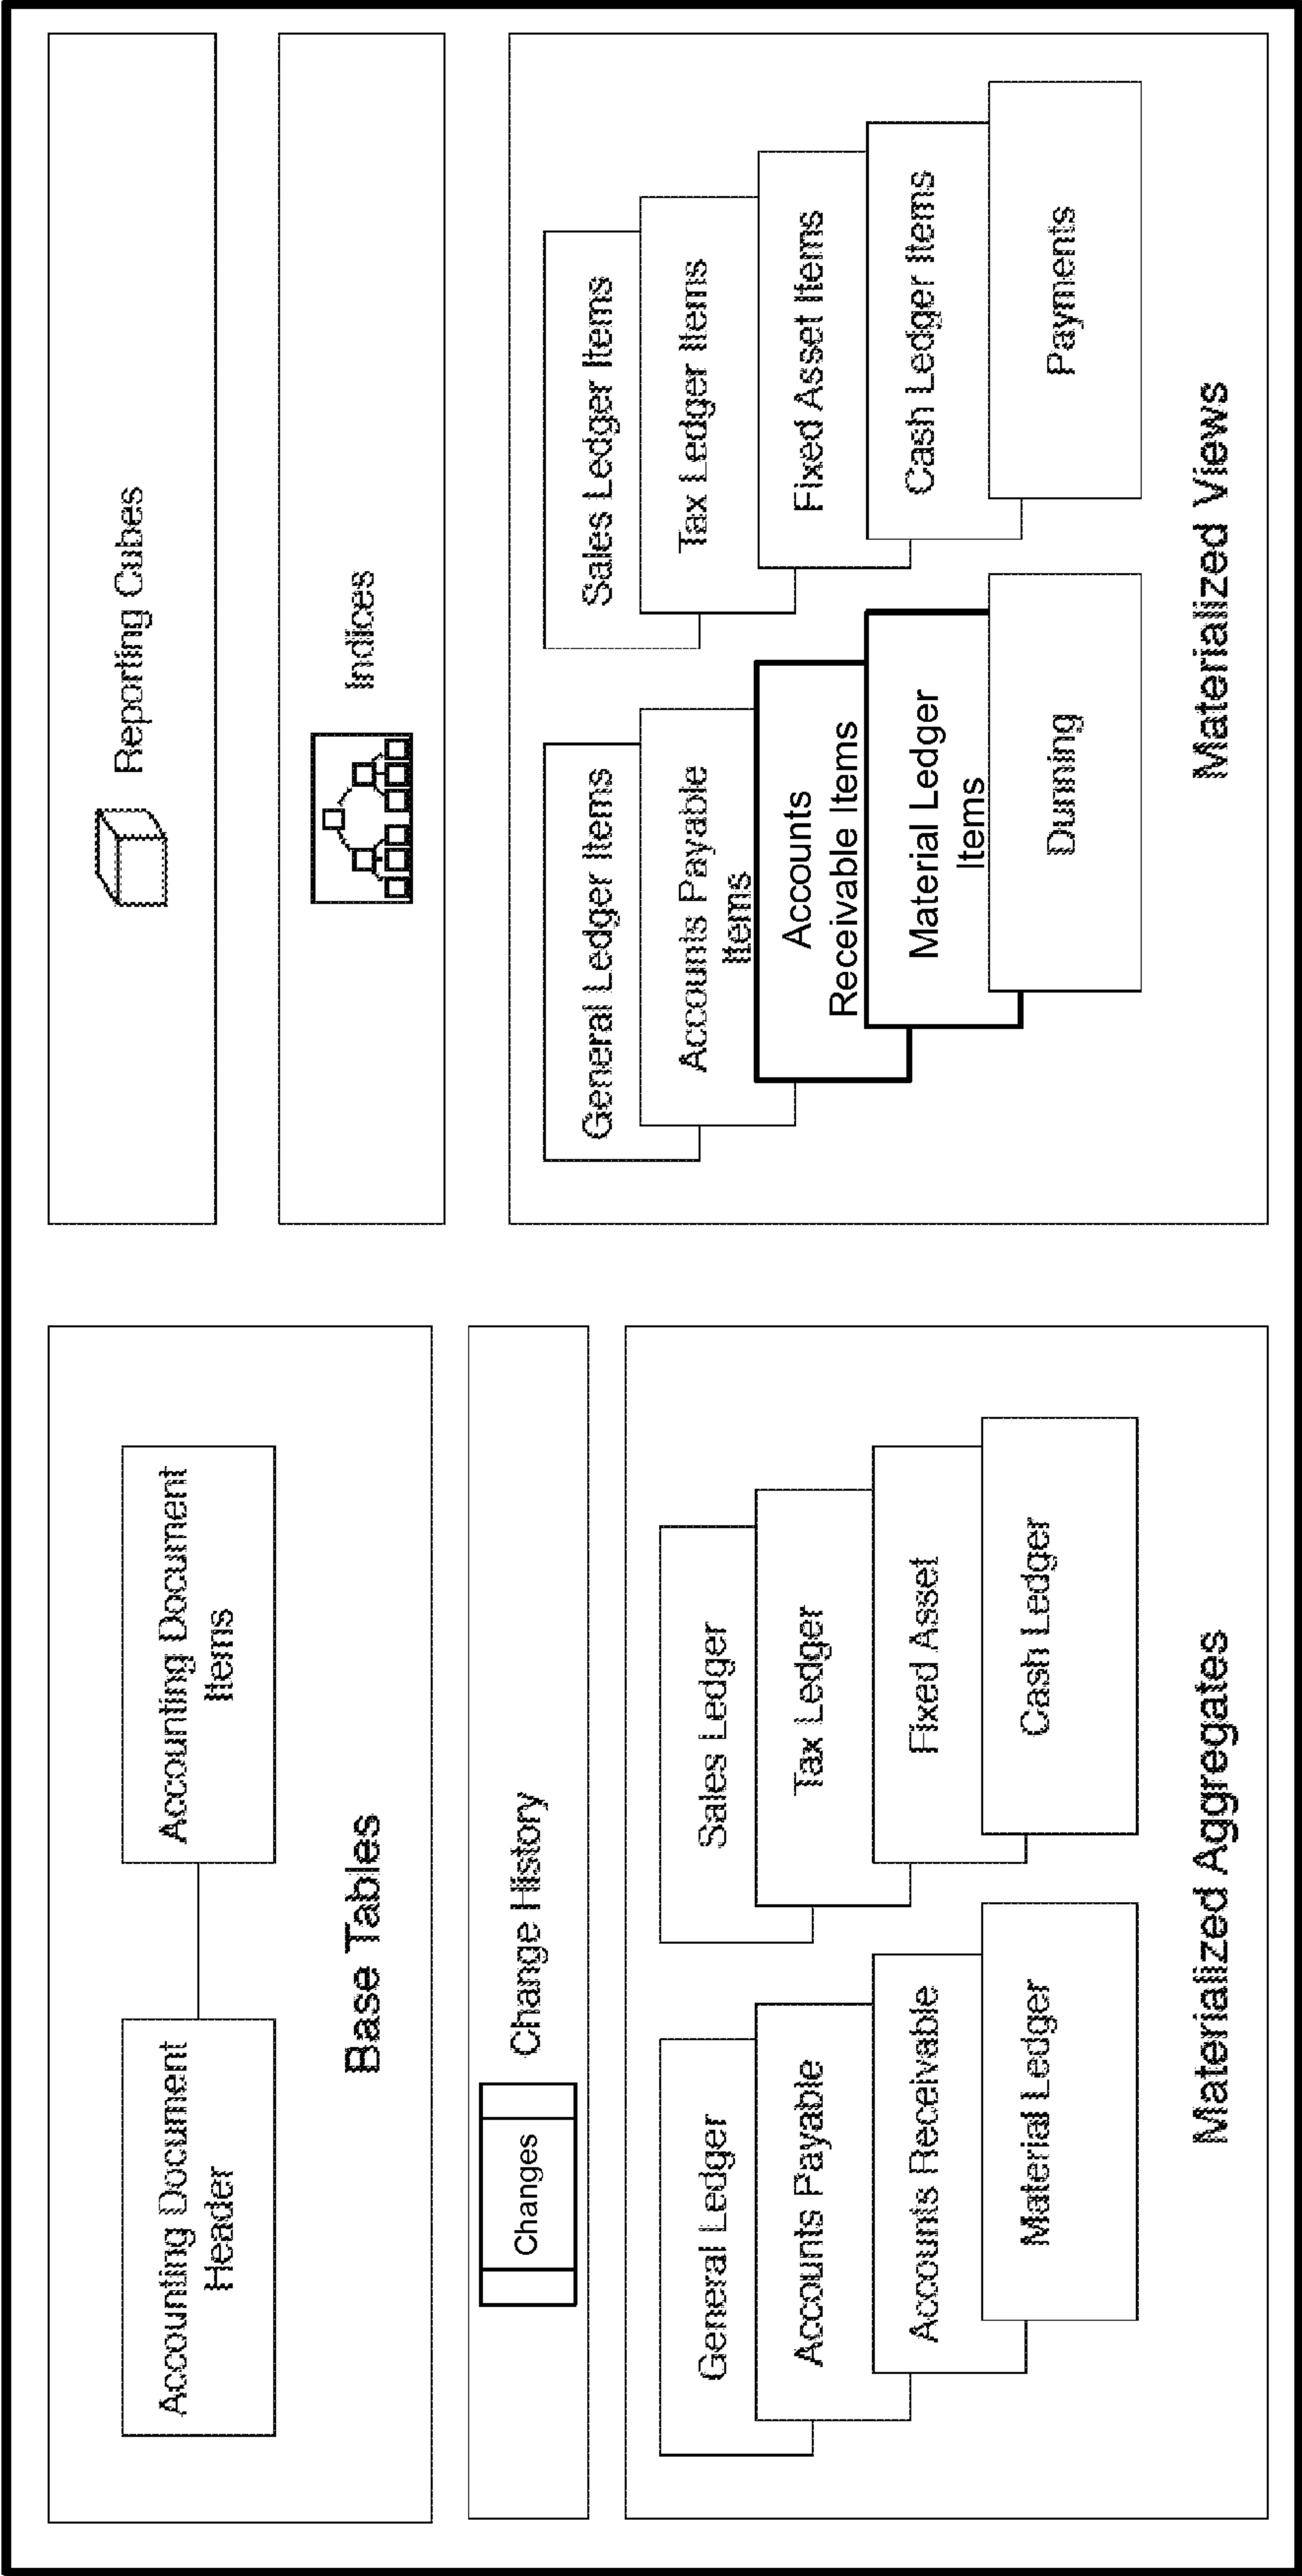 Accounting Document
Header
Accounting Document
Items
Base Tables
Changes
Change History
General Ledger
Accounts Payable
Accounts Receivable
Material Ledger
Sales Ledger
Tax Ledger
Fixed Asset
Cash Ledger
Materialized Aggregates
Reporting Cubes
Indices
General Ledger Items
Accounts Payable
Items
Accounts
Receivable Items
Material Ledger
Items
Dunning
Sales Ledger Items
Tax Ledger Items
Fixed Asset Items
Cash Ledger Items
Payments
Materialized Views